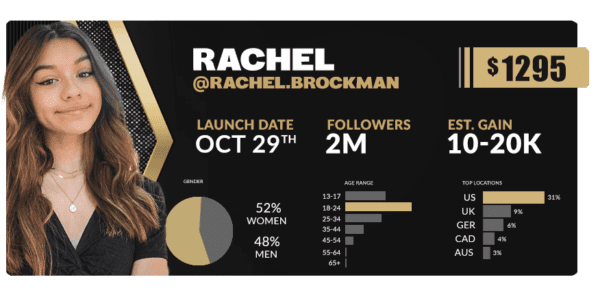 RACHEL
@RACHEL.BROCKMAN
$1295
LAUNCH DATE
OCT 29TH
FOLLOWERS
2M
EST. GAIN
10-20K
GENDER
52%
WOMEN
48%
MEN
AGE RANGE
13-17
18-24
25-34
35-44
45-54
55-64
65+
TOP LOCATIONS
US 31%
UK 9%
GER 6%
CAD 4%
AUS 3%